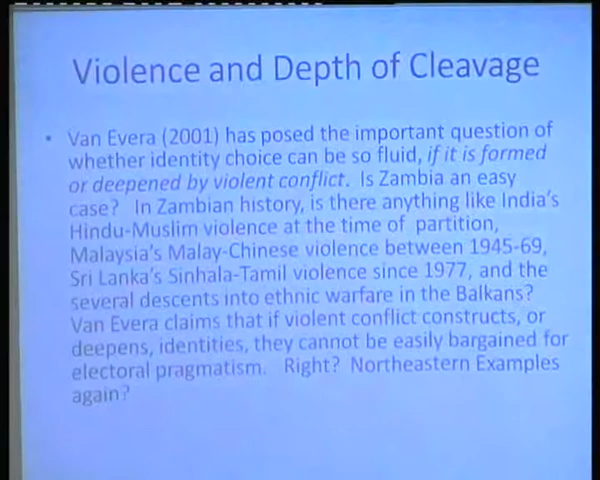 Violence and Depth of Cleavage
• Van Evera (2001) has posed the important question of
whether identity choice can be so fluid, if it is formed
or deepened by violent conflict. Is Zambia an easy
case? In Zambian history, is there anything like India's
Hindu-Muslim violence at the time of partition,
Malaysia's Malay-Chinese violence between 1945-69,
Sri Lanka's Sinhala-Tamil violence since 1977, and the
several descents into ethnic warfare in the Balkans?
Van Evera claims that if violent conflict constructs, or
deepens, identities, they cannot be easily bargained for
electoral pragmatism. Right? Northeastern Examples
again?